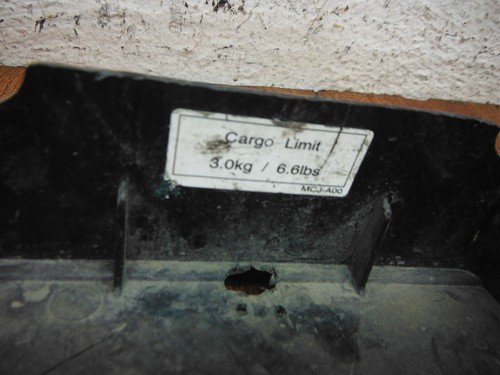 Cargo Limit
3.0kg / 6.6lbs
MCJ-A00